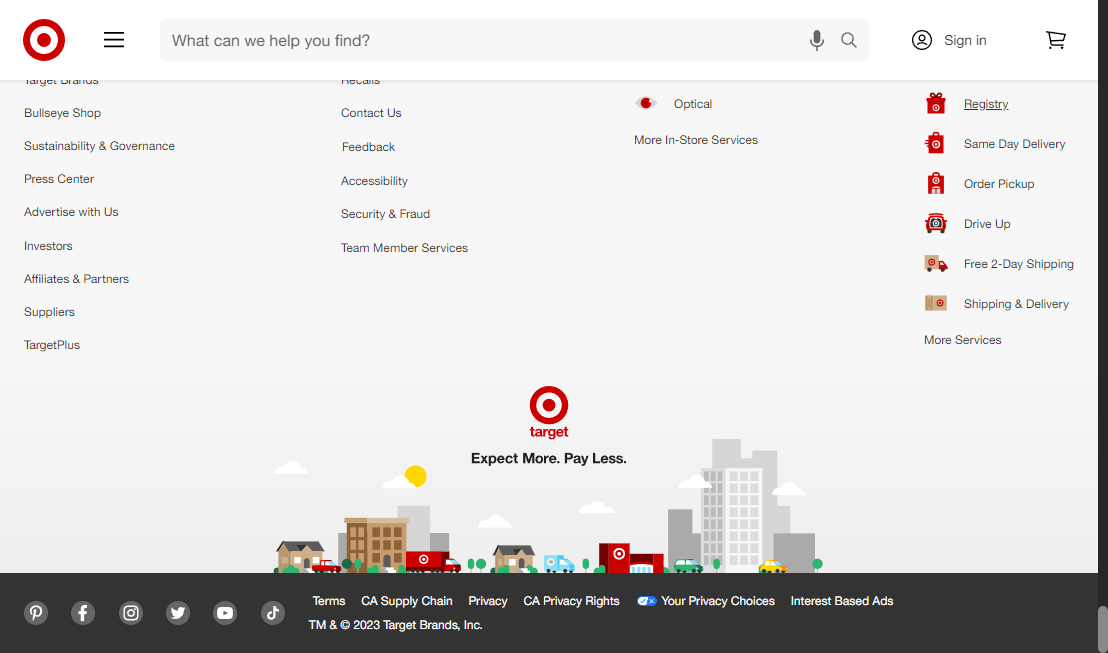 What can we help you find?
Sign in
Target Brands
Bullseye Shop
Sustainability & Governance
Press Center
Advertise with Us
Investors
Affiliates & Partners
Suppliers
TargetPlus
Recalls
Contact Us
Feedback
Accessibility
Security & Fraud
Team Member Services
Optical
More In-Store Services
Registry
Same Day Delivery
Order Pickup
Drive Up
Free 2-Day Shipping
Shipping & Delivery
More Services
target
Expect More. Pay Less.
Terms CA Supply Chain Privacy CA Privacy Rights Your Privacy Choices Interest Based Ads
TM & © 2023 Target Brands, Inc.